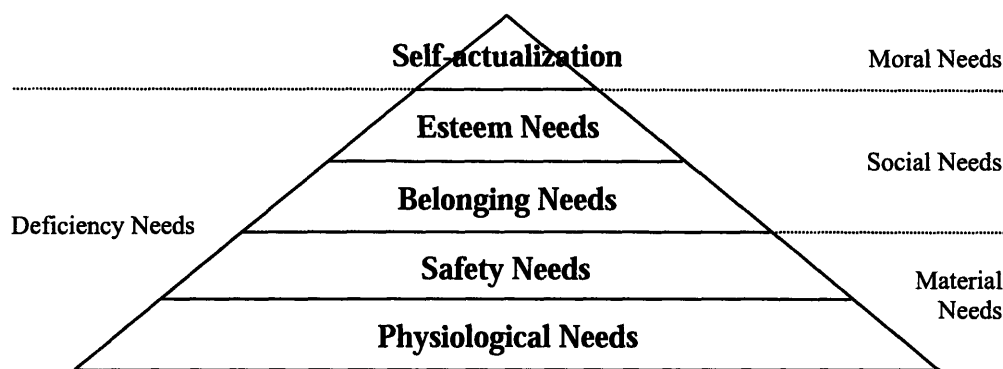 Self-actualization
Moral Needs
Esteem Needs
Social Needs
Belonging Needs
Deficiency Needs
Safety Needs
Material
Needs
Physiological Needs